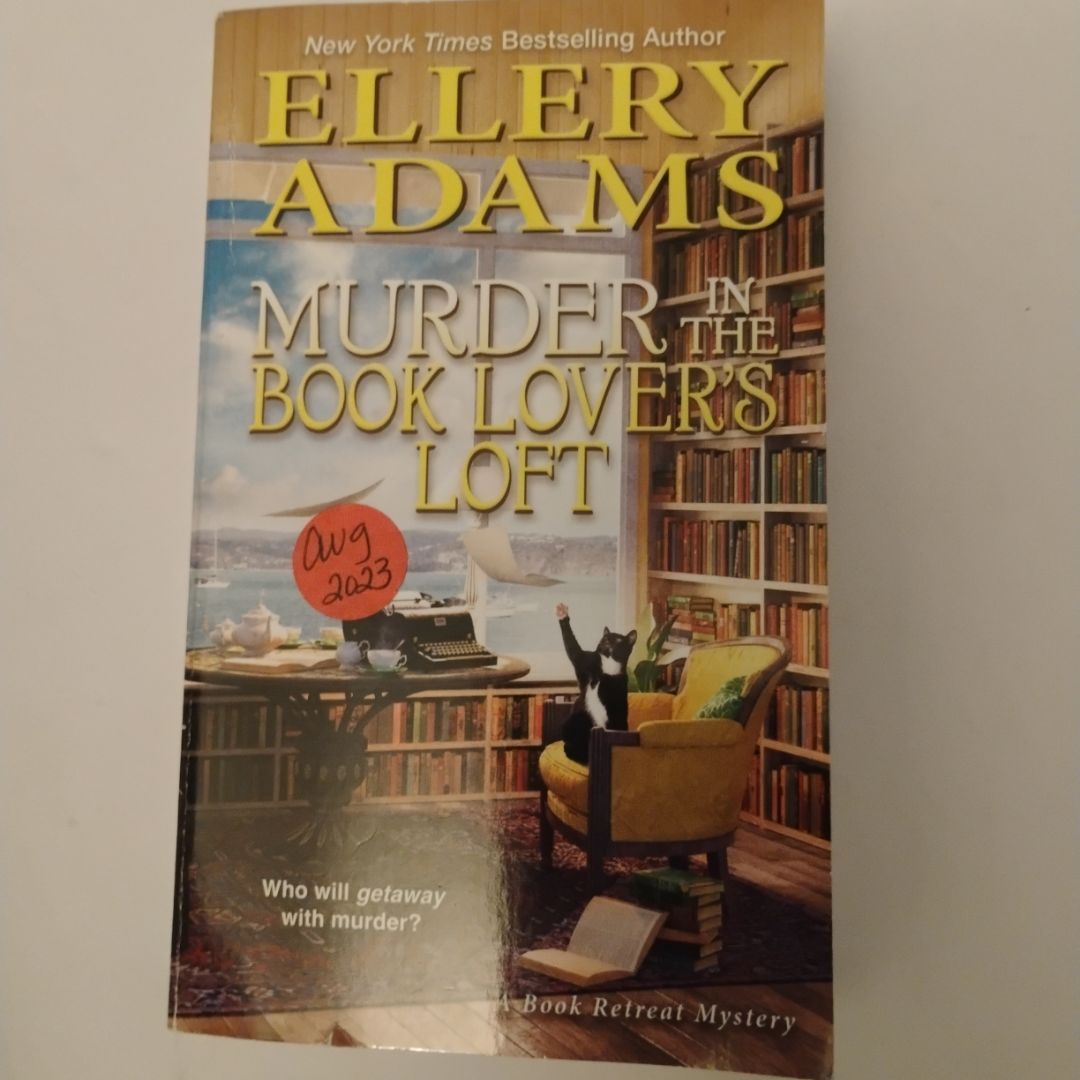 New York Times Bestselling Author
ELLERY
ADAMS
MURDER IN THE
BOOK LOVER'S
LOFT
Aug
2023
Who will getaway
with murder?
A Book Retreat Mystery